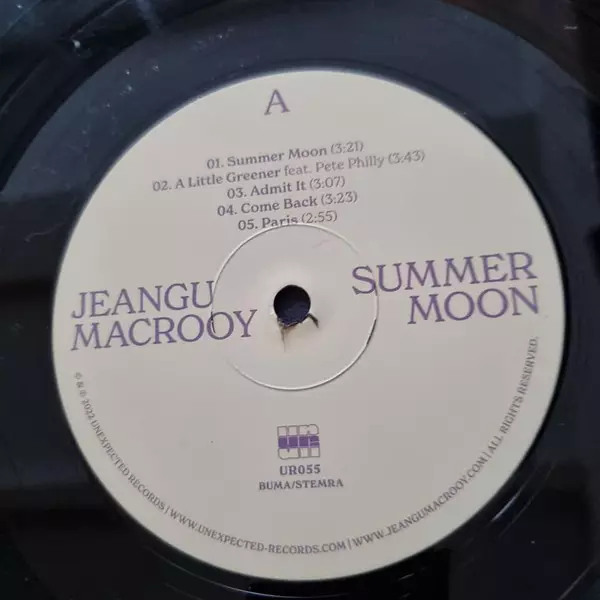 A
01. Summer Moon (3:21)
02. A Little Greener feat. Pete Philly (3:43)
03. Admit It (3:07)
04. Come Back (3:23)
05. Paris (2:55)
JEANGU
MACROOY
SUMMER
MOON
UR
UR055
BUMA/STEMRA
℗ & © 2022 UNEXPECTED RECORDS | WWW.UNEXPECTED-RECORDS.COM | WWW.JEANGUMACROOY.COM | ALL RIGHTS RESERVED.